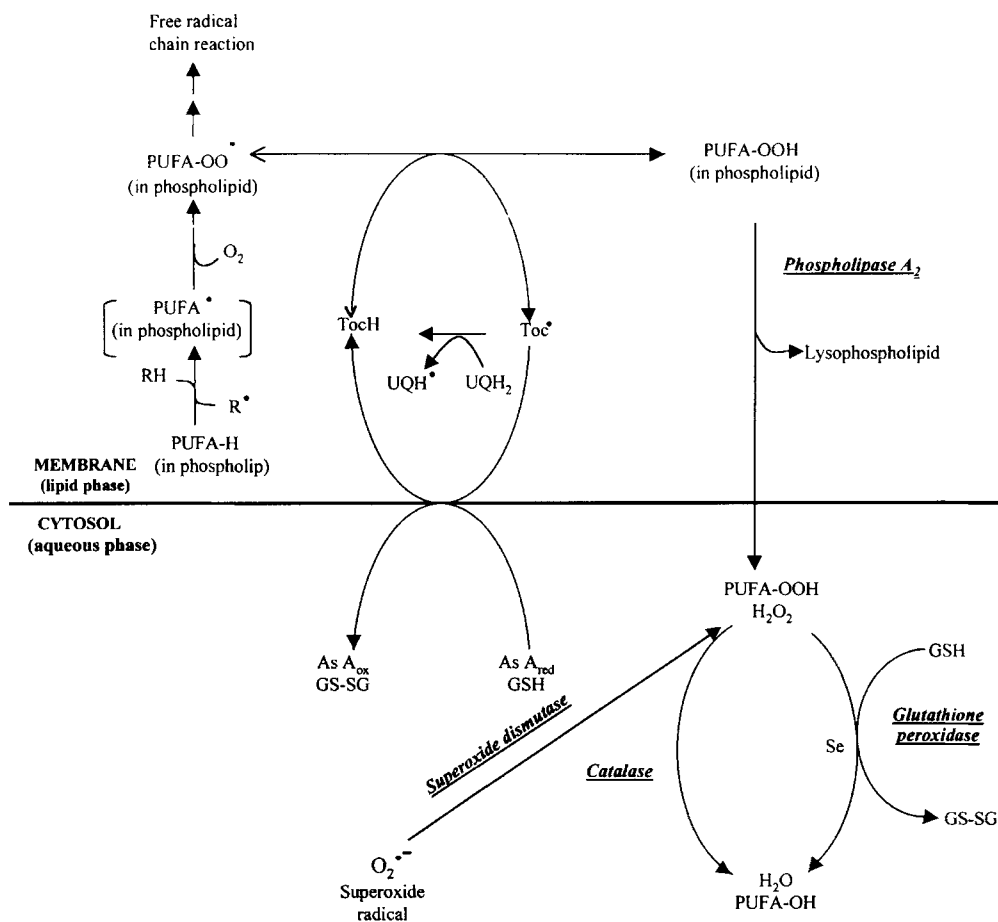 Free radical
chain reaction
PUFA-OO•
(in phospholipid)
PUFA-OOH
(in phospholipid)
O₂
Phospholipase A₂
PUFA•
(in phospholipid)
TocH
Toc•
Lysophospholipid
RH
R•
UQH•
UQH₂
PUFA-H
(in phospholip)
MEMBRANE
(lipid phase)
CYTOSOL
(aqueous phase)
PUFA-OOH
H₂O₂
As A_ox
GS-SG
As A_red
GSH
GSH
Superoxide dismutase
Glutathione
peroxidase
Se
Catalase
GS-SG
O₂•–
Superoxide
radical
H₂O
PUFA-OH